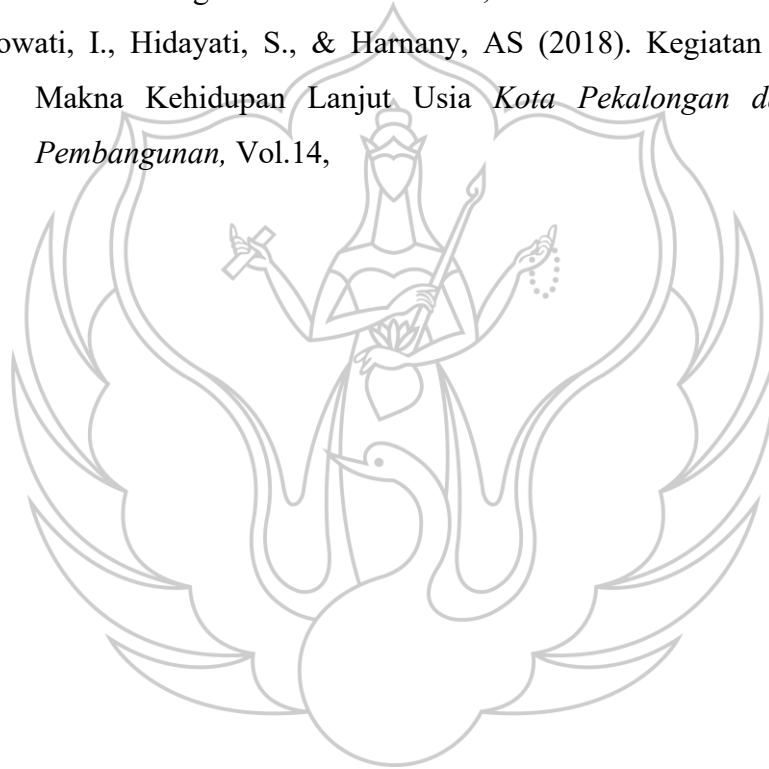 owati, I., Hidayati, S., & Harnany, AS (2018). Kegiatan
Makna Kehidupan Lanjut Usia Kota Pekalongan d
Pembangunan, Vol.14,